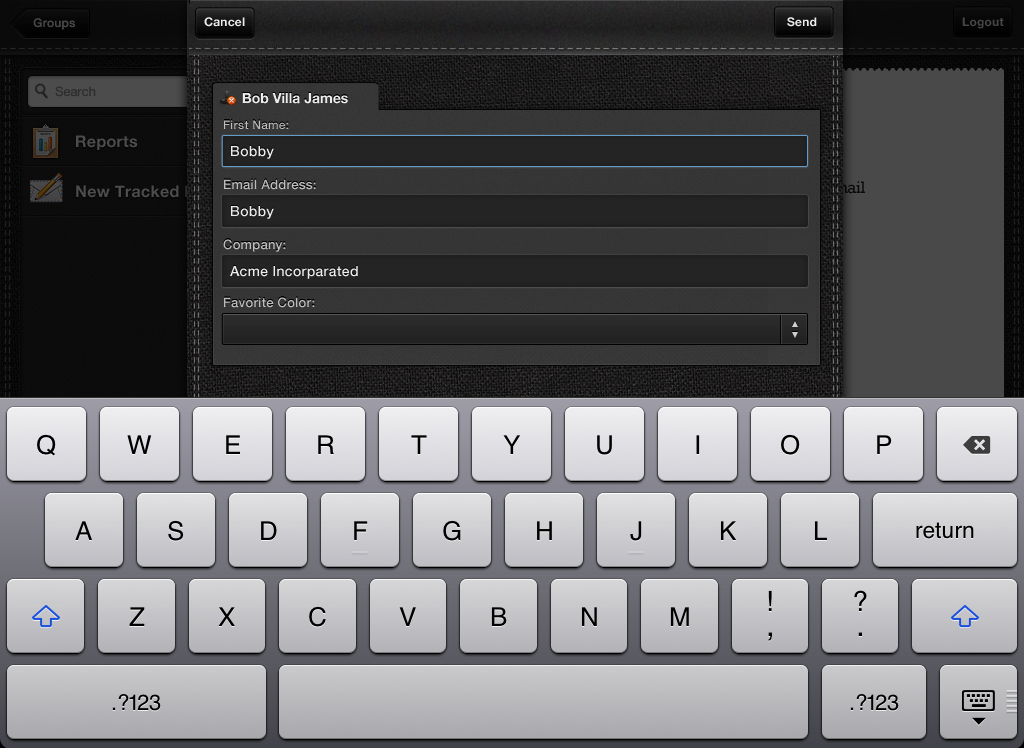 Groups
Cancel
Send
Logout
Search
Bob Villa James
First Name:
Reports
Bobby
Email Address:
New Tracked
Bobby
Company:
Acme Incorparated
Favorite Color:
Q W E R T Y U I O P
A S D F G H J K L return
Z X C V B N M ! , ? .
.?123 .?123